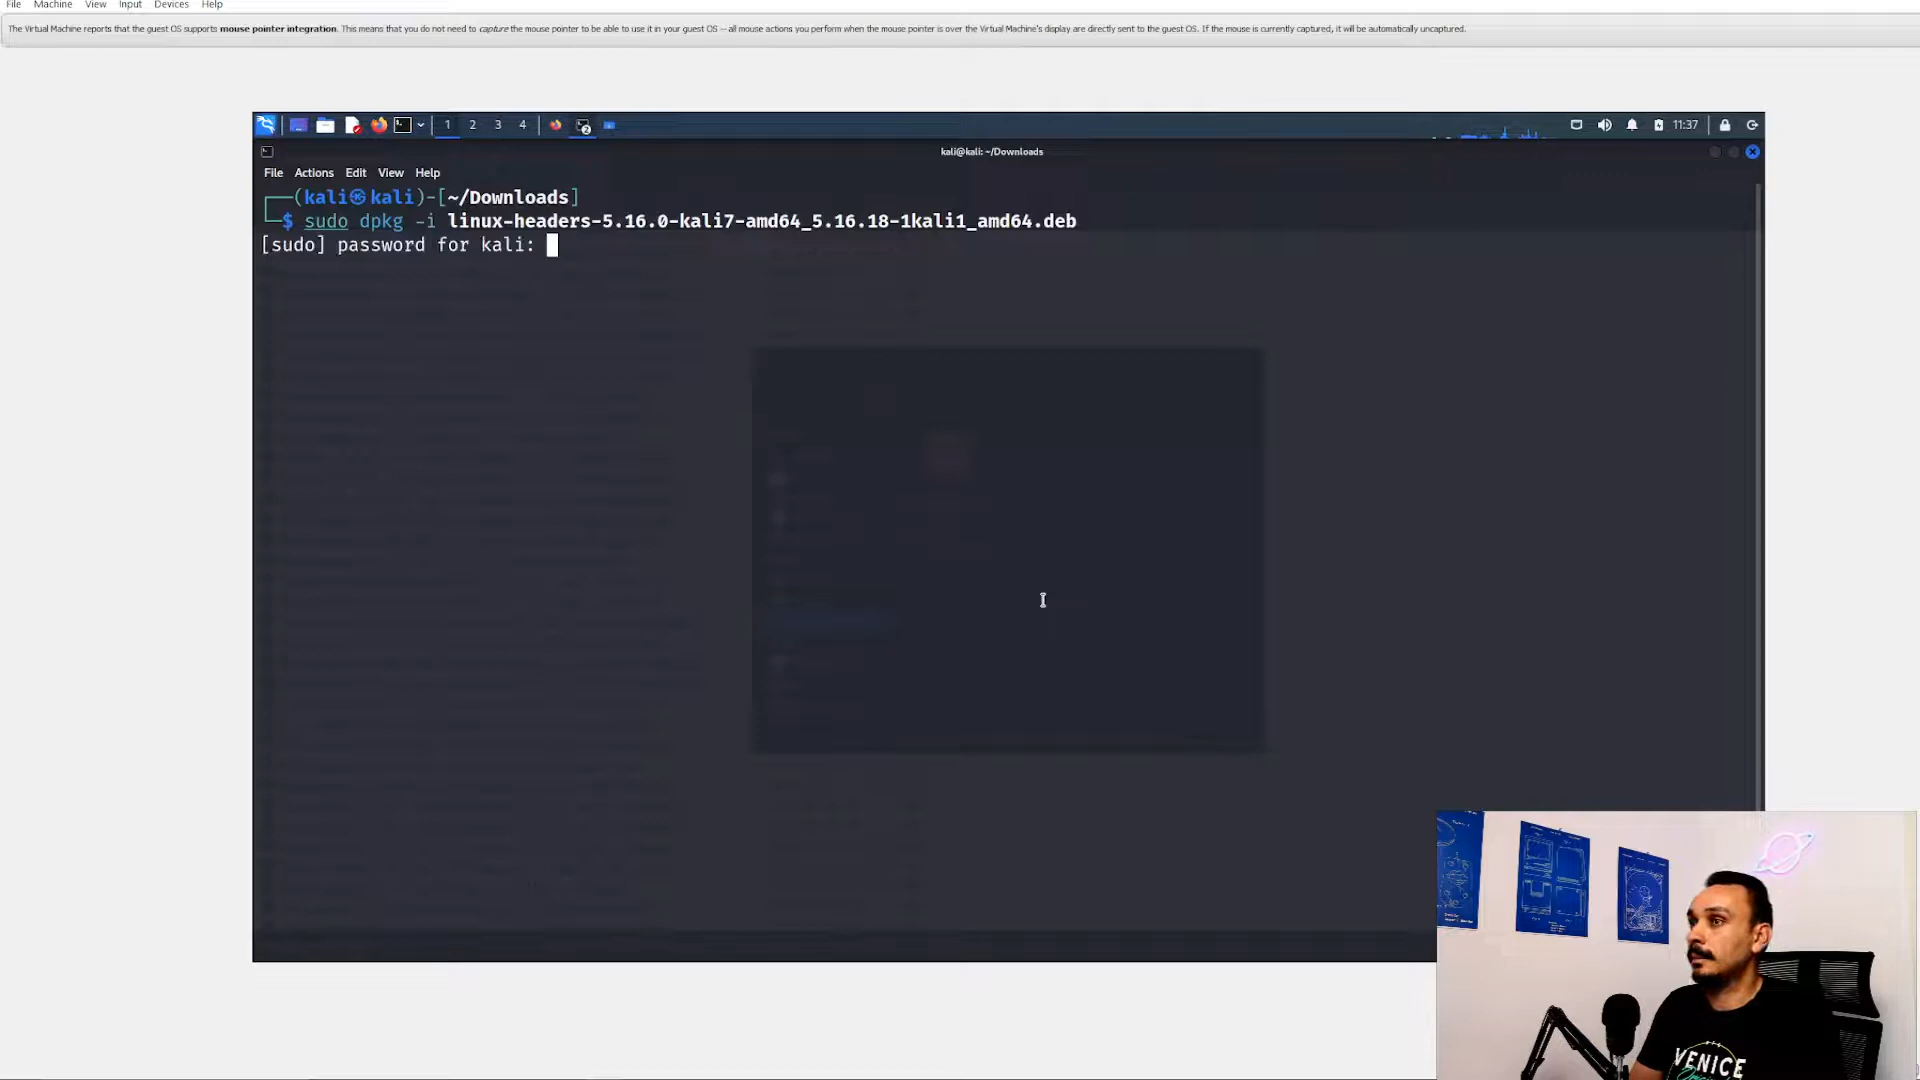 File Machine View Input Devices Help
The Virtual Machine reports that the guest OS supports mouse pointer integration. This means that you do not need to capture the mouse pointer to be able to use it in your guest OS -- all mouse actions you perform when the mouse pointer is over the Virtual Machine's display are directly sent to the guest OS. If the mouse is currently captured, it will be automatically uncaptured.
1 2 3 4 2 11:37
kali@kali: ~/Downloads
File Actions Edit View Help
(kali㉿kali)-[~/Downloads]
$ sudo dpkg -i linux-headers-5.16.0-kali7-amd64_5.16.18-1kali1_amd64.deb
[sudo] password for kali:
VENICE